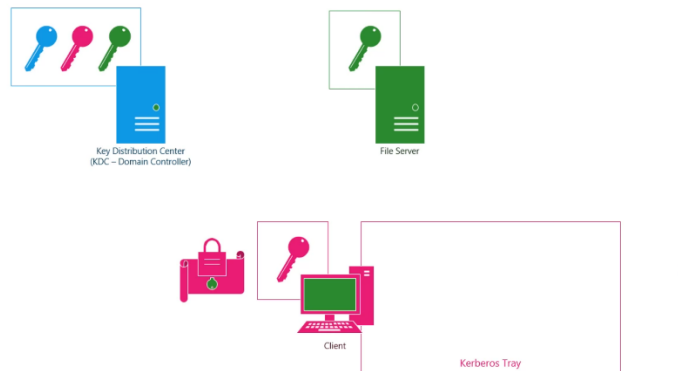 Key Distribution Center
(KDC – Domain Controller)
File Server
Client
Kerberos Tray